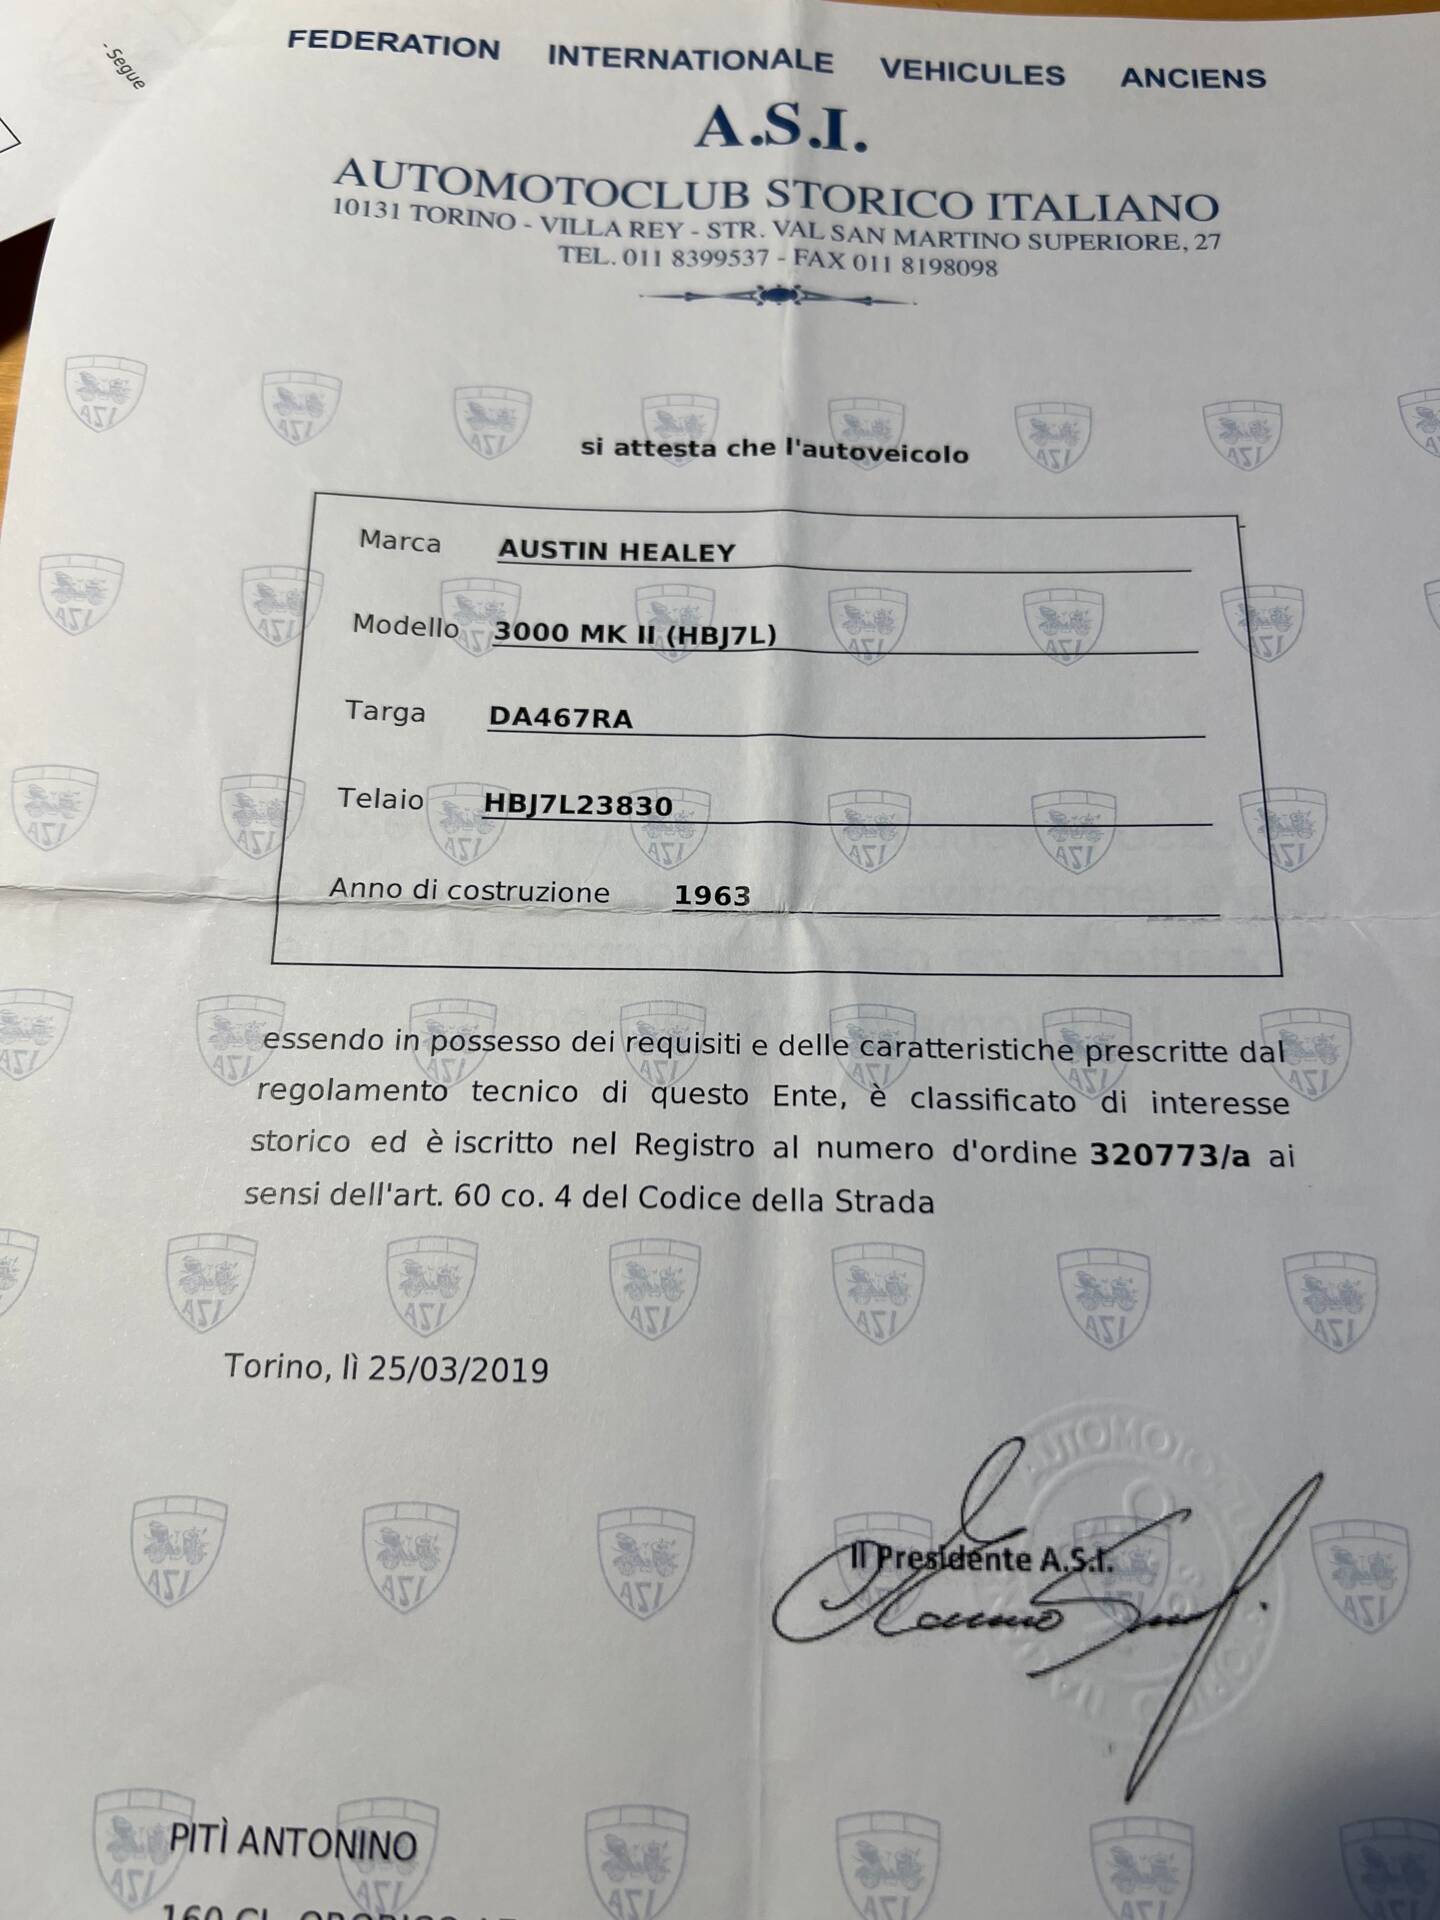 - Segue
FEDERATION INTERNATIONALE VEHICULES ANCIENS
A.S.I.
AUTOMOTOCLUB STORICO ITALIANO
10131 TORINO - VILLA REY - STR. VAL SAN MARTINO SUPERIORE, 27
TEL. 011 8399537 - FAX 011 8198098
si attesta che l'autoveicolo
Marca AUSTIN HEALEY
Modello 3000 MK II (HBJ7L)
Targa DA467RA
Telaio HBJ7L23830
Anno di costruzione 1963
essendo in possesso dei requisiti e delle caratteristiche prescritte dal
regolamento tecnico di questo Ente, è classificato di interesse
storico ed è iscritto nel Registro al numero d'ordine 320773/a ai
sensi dell'art. 60 co. 4 del Codice della Strada
Torino, lì 25/03/2019
Il Presidente A.S.I.
PITÌ ANTONINO